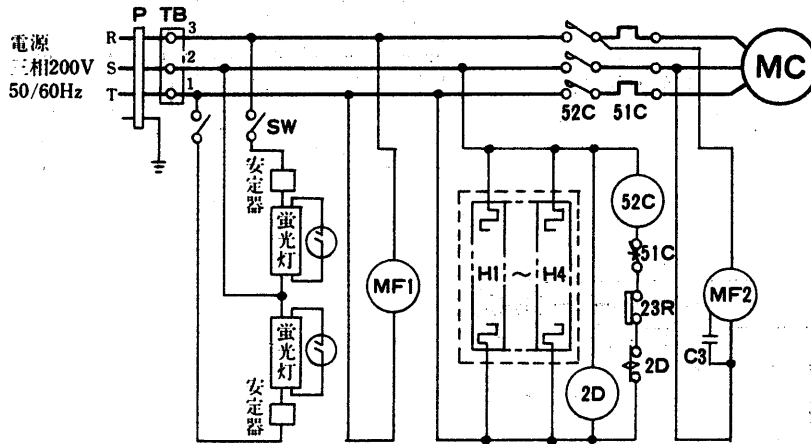 P TB
電源
三相200V
50/60Hz
R
S
T
3
2
1
SW
安定器
蛍光灯
蛍光灯
安定器
MF1
H1 ~ H4
2D
52C 51C
MC
52C
51C
23R
2D
MF2
C3